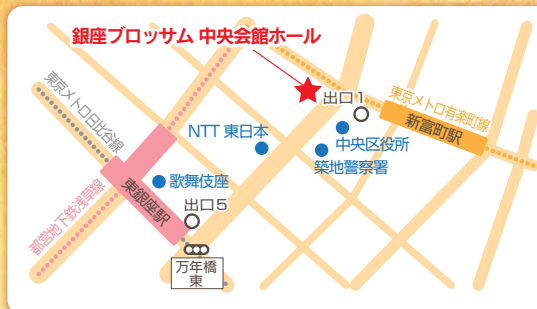 銀座ブロッサム 中央会館ホール
出口1
東京メトロ有楽町線
新富町駅
東京メトロ日比谷線
NTT 東日本
中央区役所
築地警察署
歌舞伎座
東銀座駅
出口5
都営地下鉄浅草線
万年橋
東